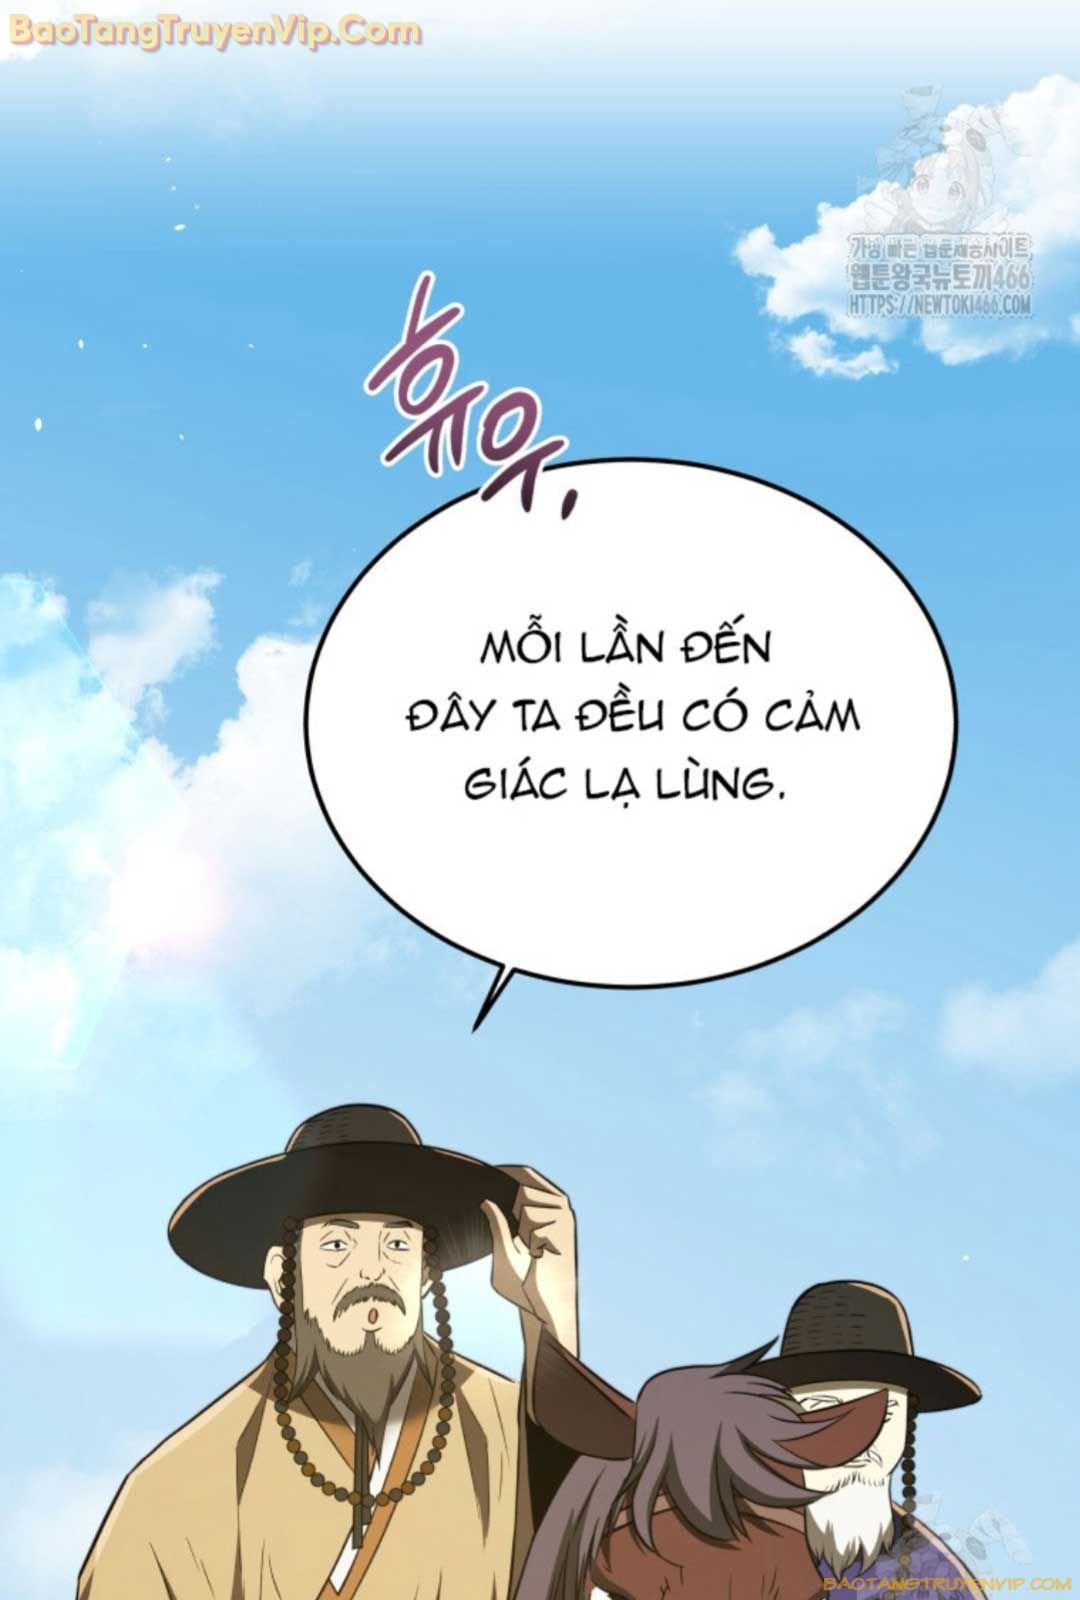 BaoTangTruyenVip.Com
가장 빠른 웹툰제공사이트
웹툰왕국뉴토끼466
HTTPS://NEWTOKI466.COM
휴우,
MỖI LẦN ĐẾN
ĐÂY TA ĐỀU CÓ CẢM
GIÁC LẠ LÙNG.
BAOTANGTRUYENVIP.COM